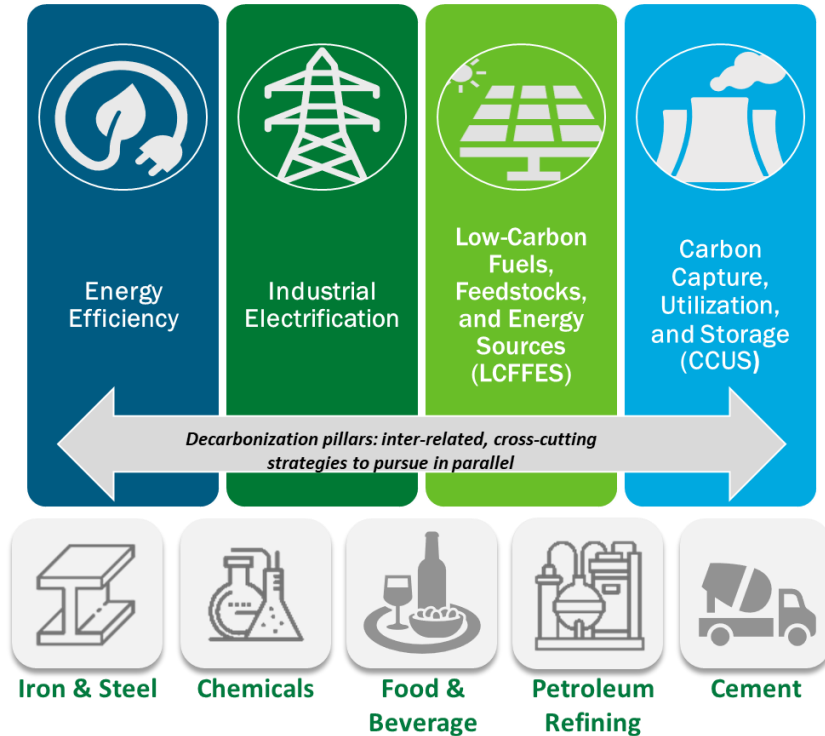 Energy
Efficiency
Industrial
Electrification
Low-Carbon
Fuels,
Feedstocks,
and Energy
Sources
(LCFFES)
Carbon
Capture,
Utilization,
and Storage
(CCUS)
Decarbonization pillars: inter-related, cross-cutting
strategies to pursue in parallel
Iron & Steel
Chemicals
Food &
Beverage
Petroleum
Refining
Cement